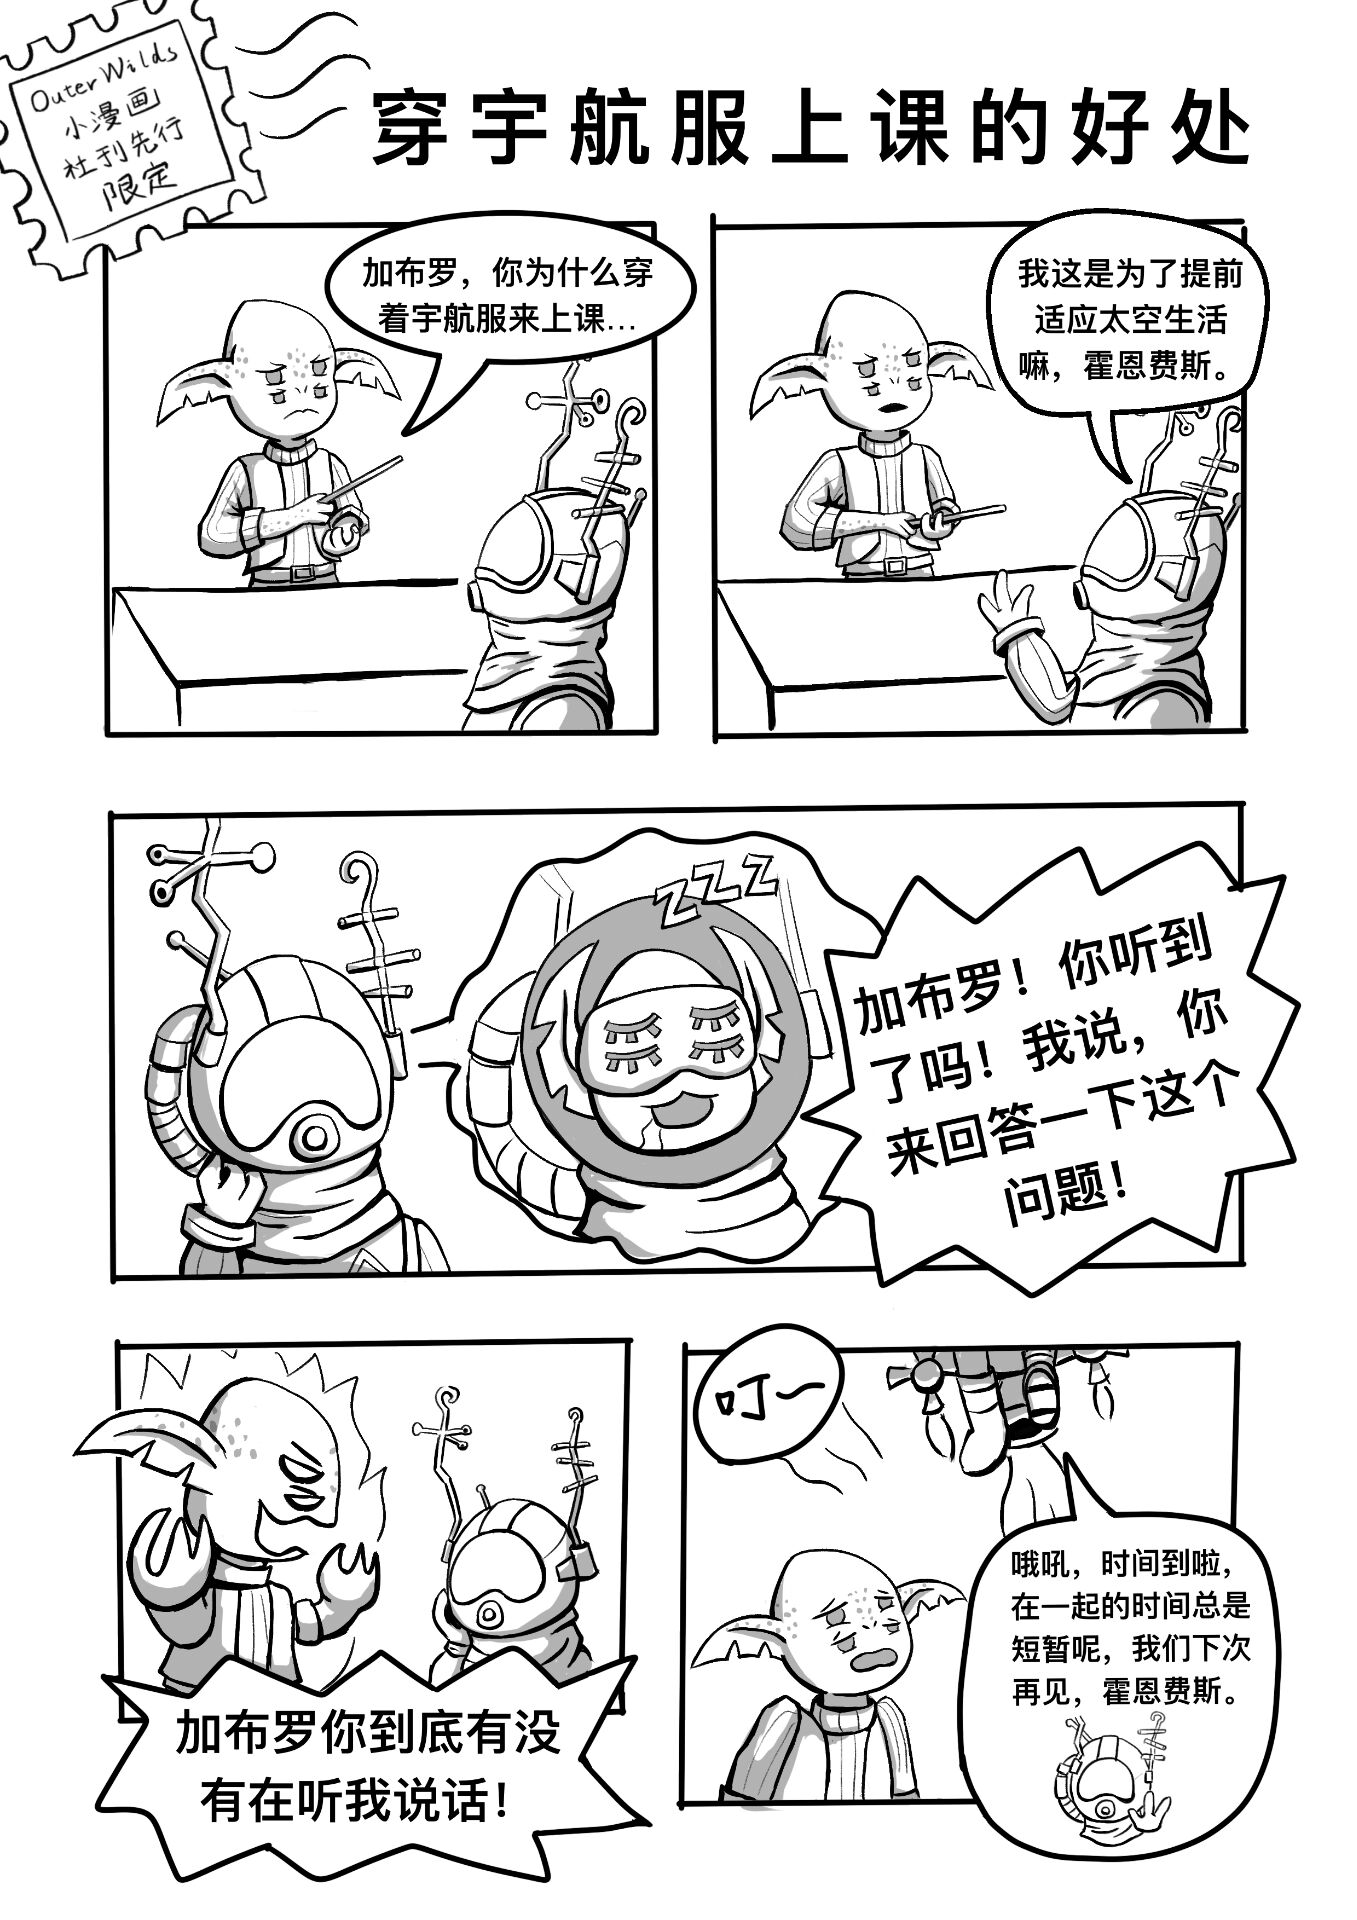 Outer Wilds
小漫画
社刊先行
限定
穿宇航服上课的好处
加布罗，你为什么穿
着宇航服来上课…
我这是为了提前
适应太空生活
嘛，霍恩费斯。
zzz
加布罗！你听到
了吗！我说，你
来回答一下这个
问题！
加布罗你到底有没
有在听我说话！
叮一
哦吼，时间到啦，
在一起的时间总是
短暂呢，我们下次
再见，霍恩费斯。